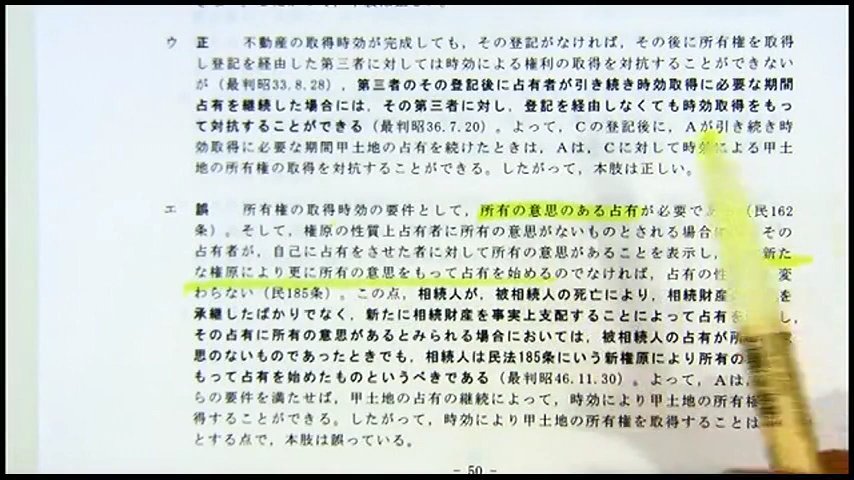 ウ 正 不動産の取得時効が完成しても，その登記がなければ，その後に所有権を取得
し登記を経由した第三者に対しては時効による権利の取得を対抗することができない
が（最判昭33.8.28），第三者のその登記後に占有者が引き続き時効取得に必要な期間
占有を継続した場合には，その第三者に対し，登記を経由しなくても時効取得をもっ
て対抗することができる（最判昭36.7.20）。よって，Cの登記後に，Aが引き続き時
効取得に必要な期間甲土地の占有を続けたときは，Aは，Cに対して時効による甲土
地の所有権の取得を対抗することができる。したがって，本肢は正しい。
エ 誤 所有権の取得時効の要件として，所有の意思のある占有が必要で（民162
条）。そして，権原の性質上占有者に所有の意思がないものとされる場合 その
占有者が，自己に占有をさせた者に対して所有の意思があることを表示し， 新た
な権原により更に所有の意思をもって占有を始めるのでなければ，占有の性 変
わらない（民185条）。この点，相続人が，被相続人の死亡により，相続財産 を
承継したばかりでなく，新たに相続財産を事実上支配することによって占有を し，
その占有に所有の意思があるとみられる場合においては，被相続人の占有が所 意
思のないものであったときでも，相続人は民法185条にいう新権原により所有の
もって占有を始めたものというべきである（最判昭46.11.30）。よって，Aは，
らの要件を満たせば，甲土地の占有の継続によって，時効により甲土地の所有権
得することができる。したがって，時効により甲土地の所有権を取得することは
とする点で，本肢は誤っている。
- 50 -